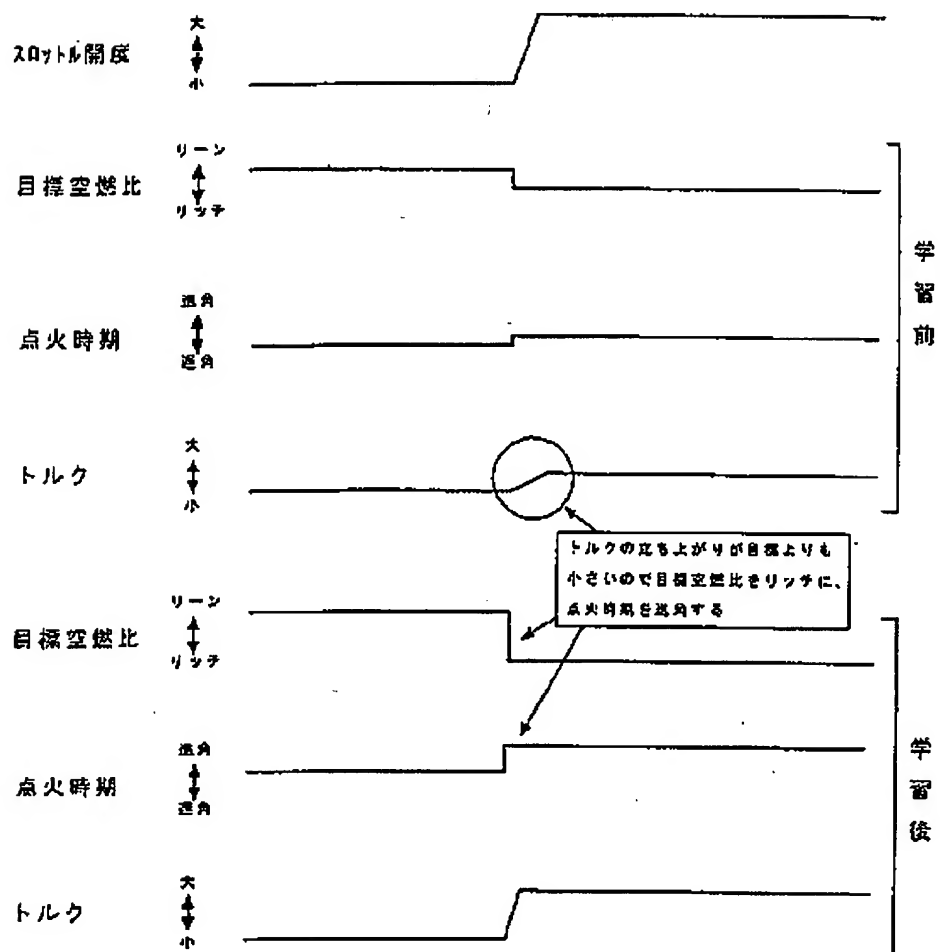 大
スロットル開度
小
リーン
目標空燃比
リッチ
進角
点火時期
遅角
大
トルク
小
学習前
トルクの立ち上がりが目標よりも
小さいので目標空燃比をリッチに、
点火時期を進角する
リーン
目標空燃比
リッチ
進角
点火時期
遅角
大
トルク
小
学習後